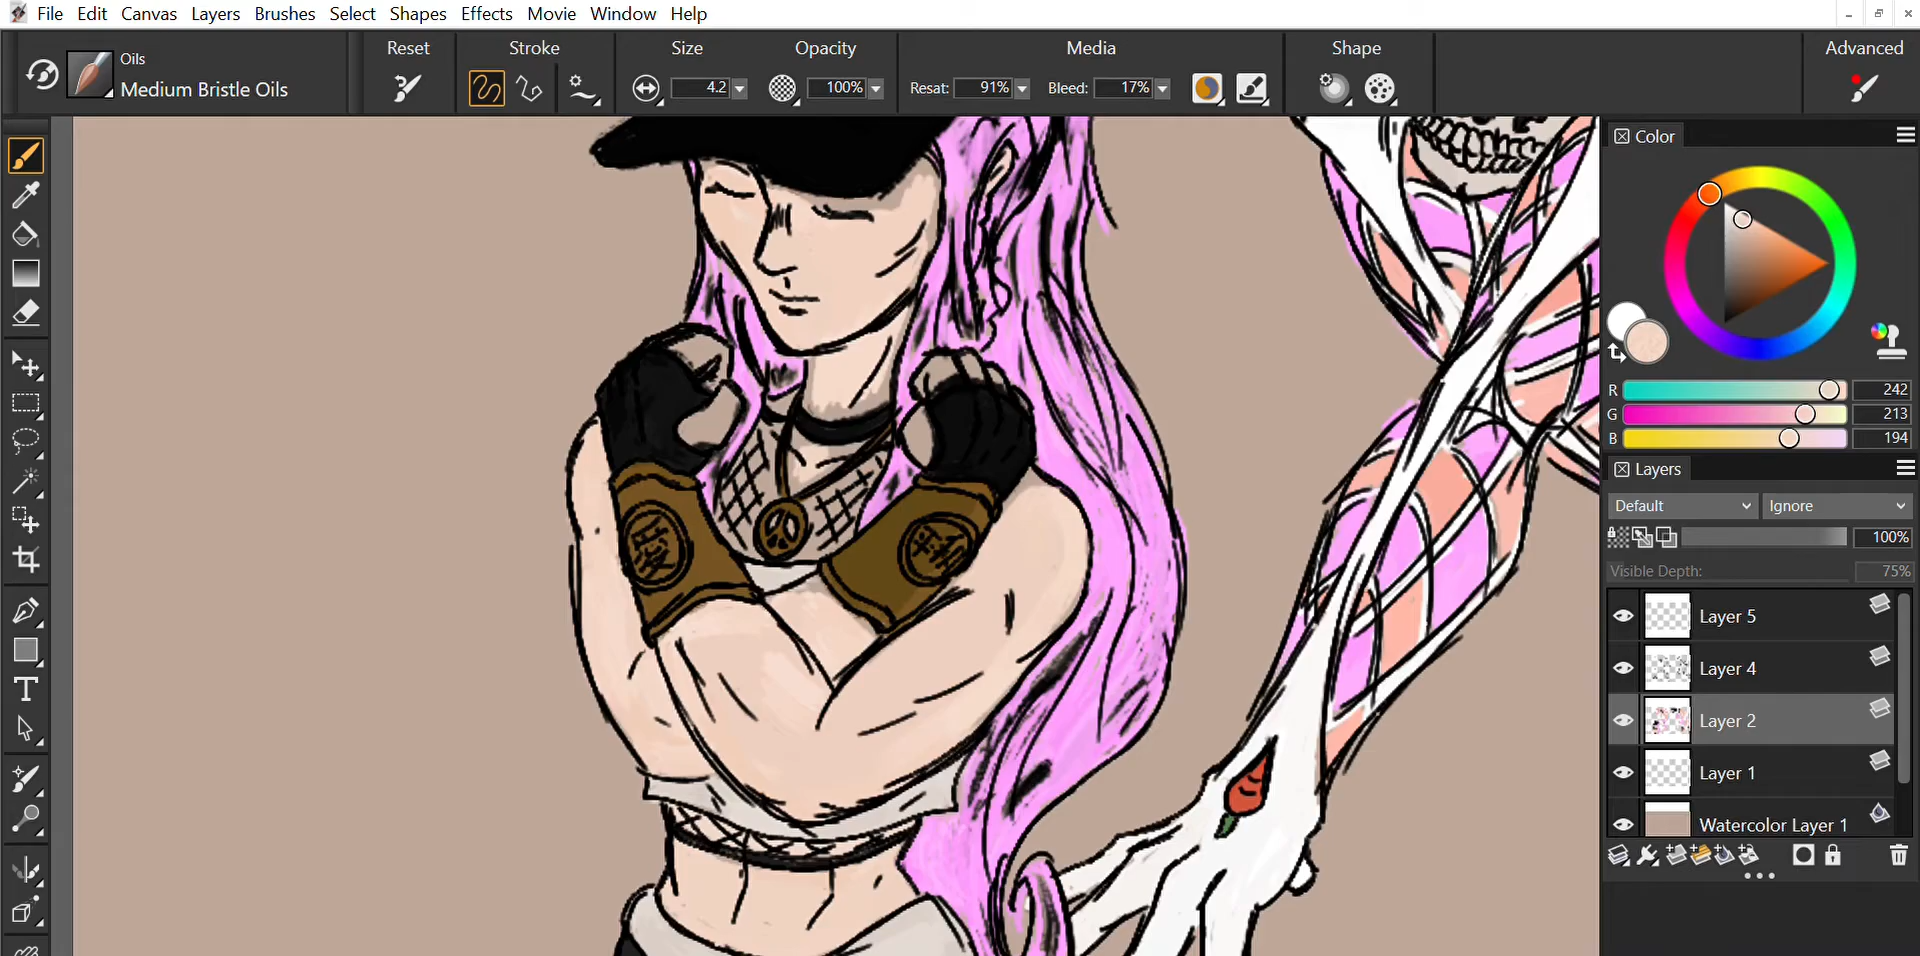 File Edit Canvas Layers Brushes Select Shapes Effects Movie Window Help
Oils
Medium Bristle Oils
Reset
Stroke
Size
4.2
Opacity
100%
Media
Resat: 91% Bleed: 17%
Shape
Advanced
Color
R 242
G 213
B 194
Layers
Default Ignore
100%
Visible Depth: 75%
Layer 5
Layer 4
Layer 2
Layer 1
Watercolor Layer 1
T
愛